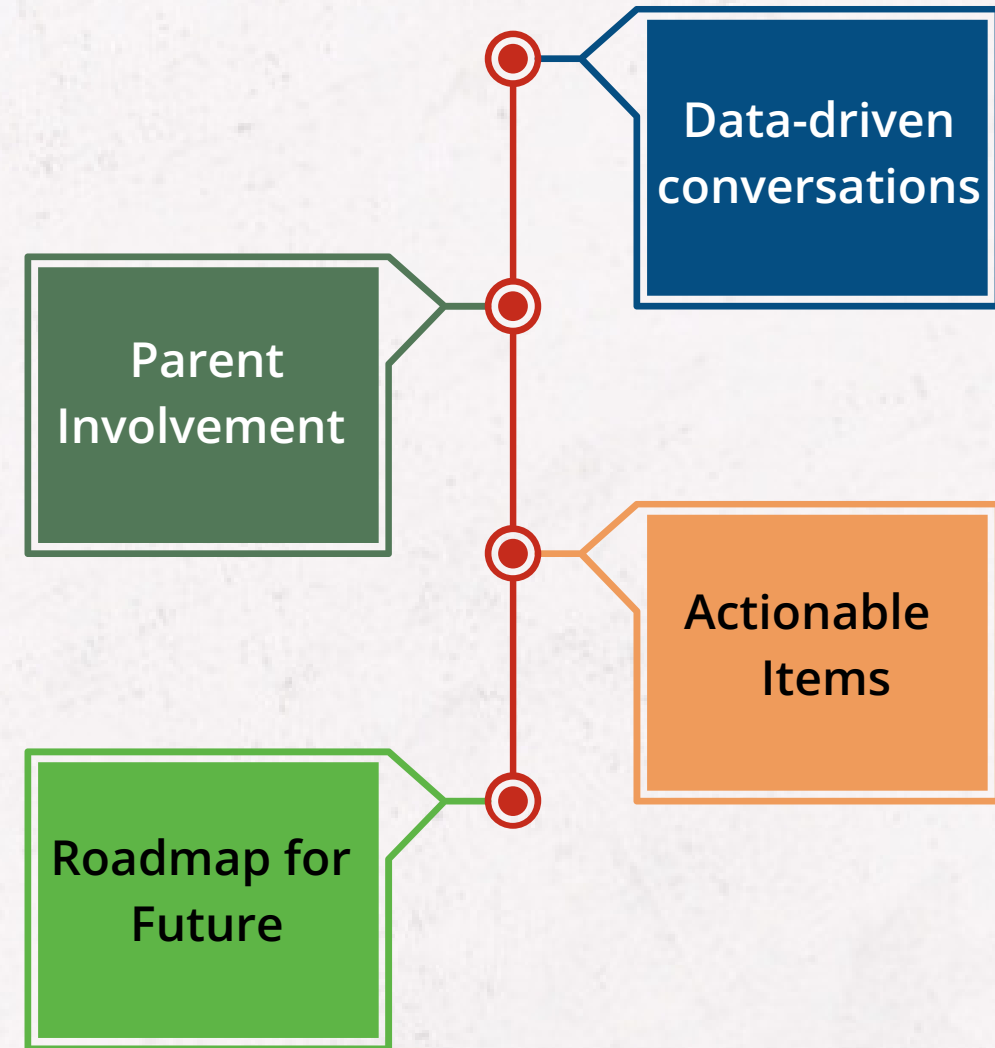 Data-driven
conversations
Parent
Involvement
Actionable
Items
Roadmap for
Future